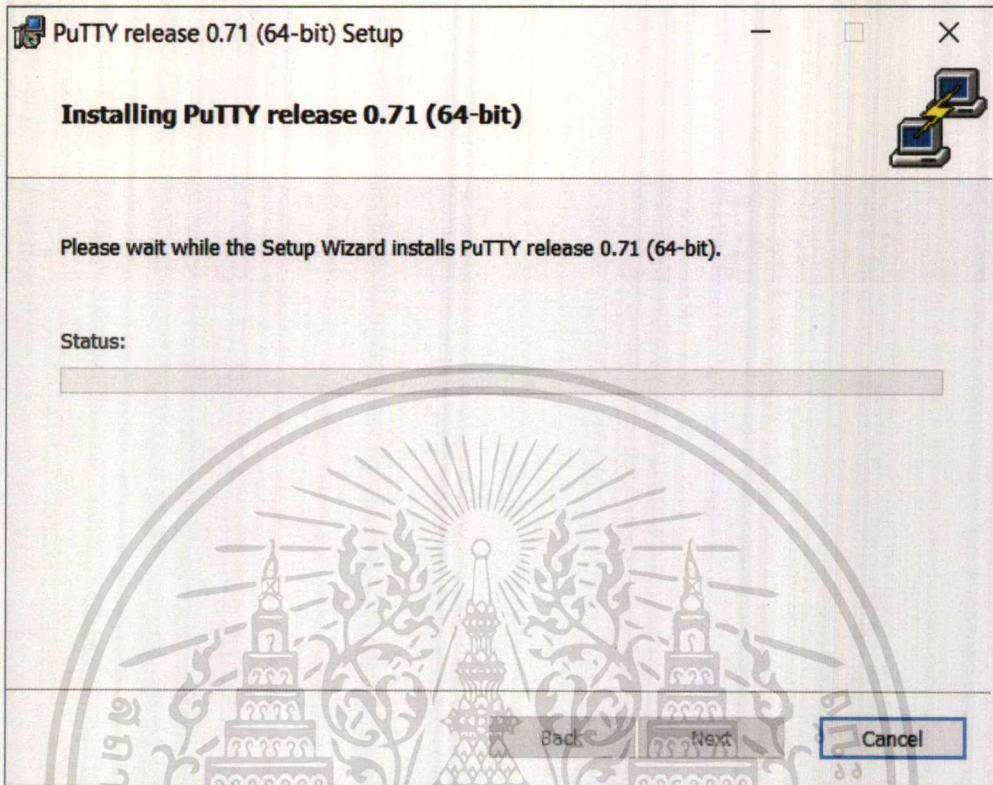 PuTTY release 0.71 (64-bit) Setup
Installing PuTTY release 0.71 (64-bit)
Please wait while the Setup Wizard installs PuTTY release 0.71 (64-bit).
Status:
Back
Next
Cancel